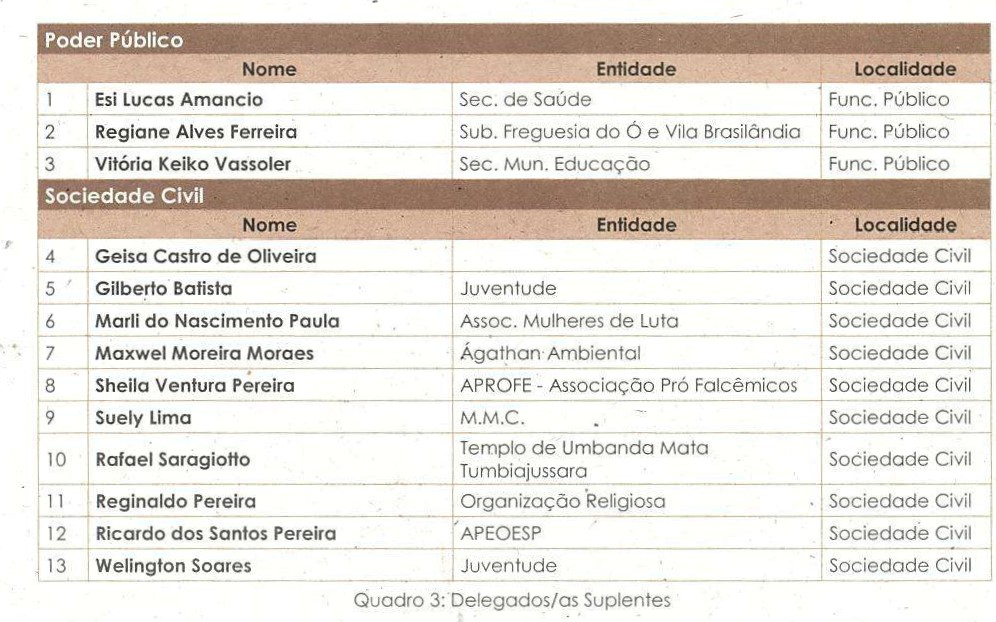 Poder Público
Nome Entidade Localidade
1 Esi Lucas Amancio Sec. de Saúde Func. Público
2 Regiane Alves Ferreira Sub. Freguesia do Ó e Vila Brasilândia Func. Público
3 Vitória Keiko Vassoler Sec. Mun. Educação Func. Público
Sociedade Civil
Nome Entidade Localidade
4 Geisa Castro de Oliveira Sociedade Civil
5 Gilberto Batista Juventude Sociedade Civil
6 Marli do Nascimento Paula Assoc. Mulheres de Luta Sociedade Civil
7 Maxwel Moreira Moraes Ágathan Ambiental Sociedade Civil
8 Sheila Ventura Pereira APROFE - Associação Pró Falcêmicos Sociedade Civil
9 Suely Lima M.M.C. Sociedade Civil
10 Rafael Saragiotto Templo de Umbanda Mata
Tumbiajussara Sociedade Civil
11 Reginaldo Pereira Organização Religiosa Sociedade Civil
12 Ricardo dos Santos Pereira APEOESP Sociedade Civil
13 Welington Soares Juventude Sociedade Civil
Quadro 3: Delegados/as Suplentes